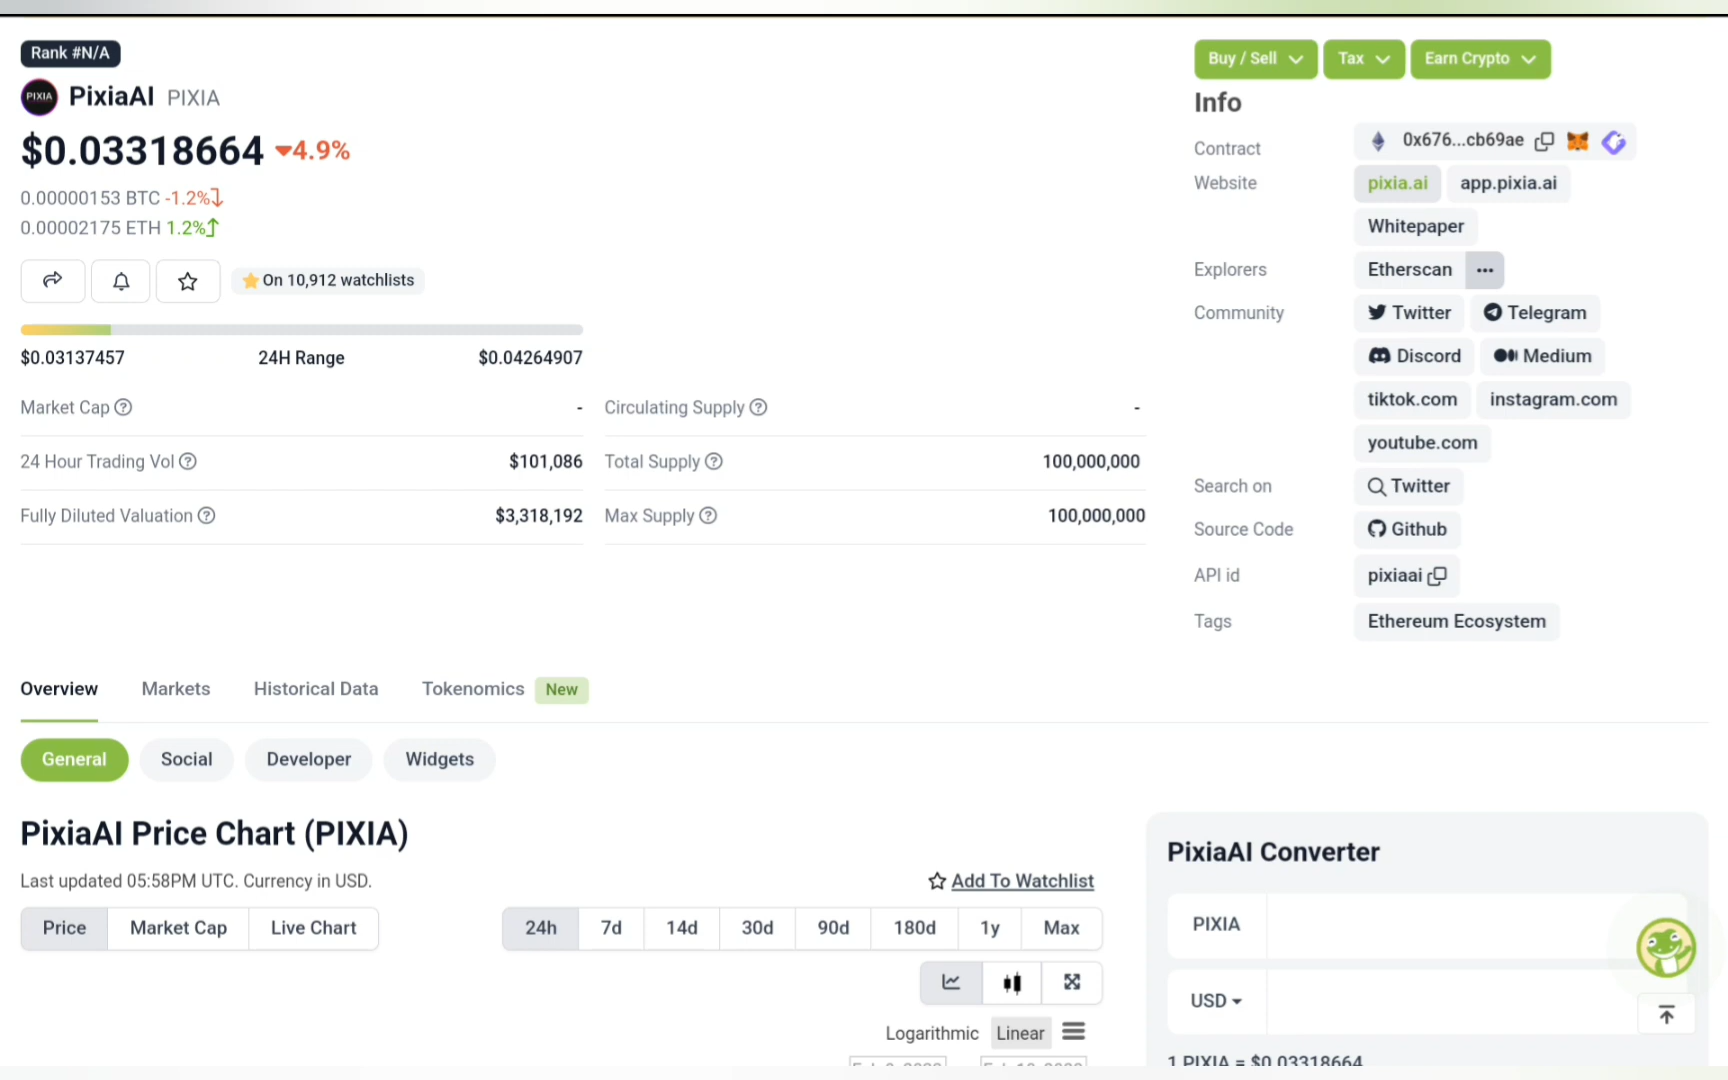 Rank #N/A
PIXIA
PixiaAI PIXIA
$0.03318664 4.9%
0.00000153 BTC -1.2%
0.00002175 ETH 1.2%
On 10,912 watchlists
$0.03137457 24H Range $0.04264907
Market Cap -
Circulating Supply -
24 Hour Trading Vol $101,086
Total Supply 100,000,000
Fully Diluted Valuation $3,318,192
Max Supply 100,000,000
Buy / Sell Tax Earn Crypto
Info
Contract 0x676...cb69ae
Website pixia.ai app.pixia.ai
Whitepaper
Explorers Etherscan ...
Community Twitter Telegram
Discord Medium
tiktok.com instagram.com
youtube.com
Search on Twitter
Source Code Github
API id pixiaai
Tags Ethereum Ecosystem
Overview Markets Historical Data Tokenomics New
General Social Developer Widgets
PixiaAI Price Chart (PIXIA)
Last updated 05:58PM UTC. Currency in USD.
Add To Watchlist
Price Market Cap Live Chart
24h 7d 14d 30d 90d 180d 1y Max
Logarithmic Linear
PixiaAI Converter
PIXIA
USD
1 PIXIA = $0.03318664